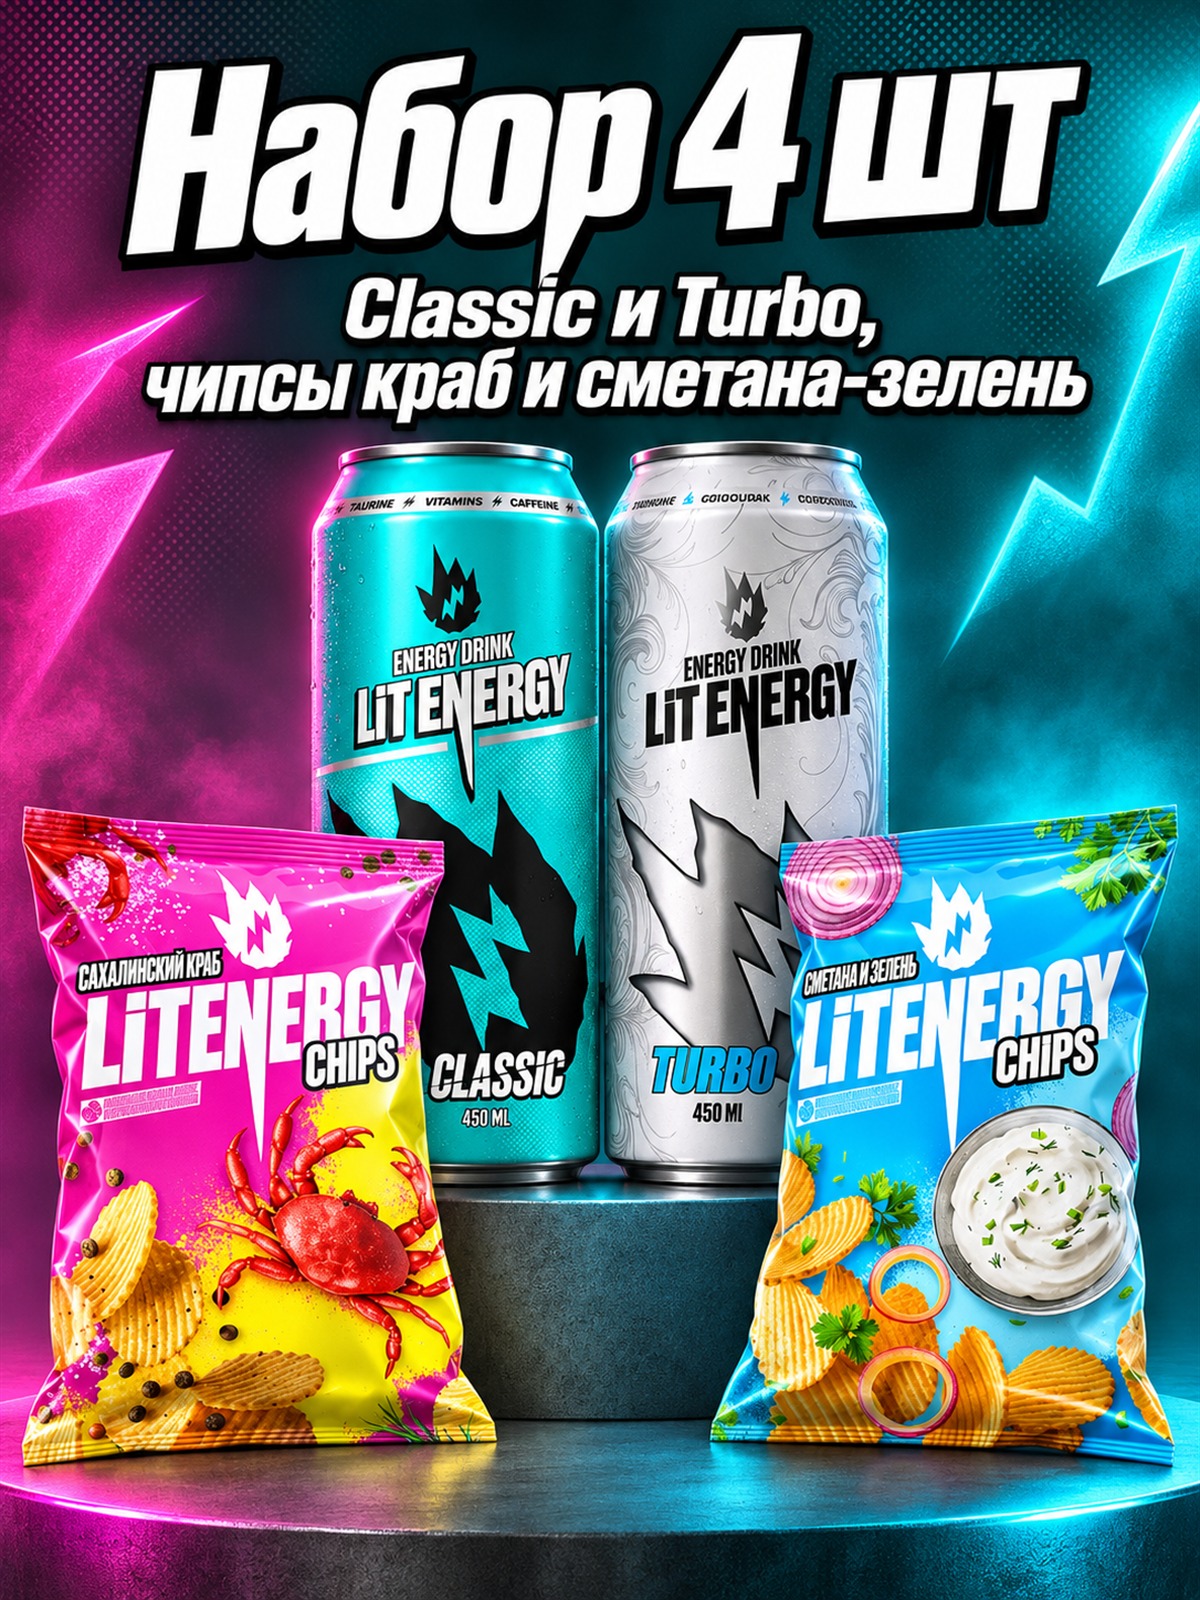 Набор 4 шт
Classic и Turbo,
чипсы краб и сметана-зелень
TAURINE VITAMINS CAFFEINE
GOIOOUDAK
ENERGY DRINK
LiT ENERGY
CLASSIC
450 ML
ENERGY DRINK
LiT ENERGY
TURBO
450 Ml
САХАЛИНСКИЙ КРАБ
LiTENERGY
CHIPS
СМЕТАНА И ЗЕЛЕНЬ
LiTENERGY
CHIPS